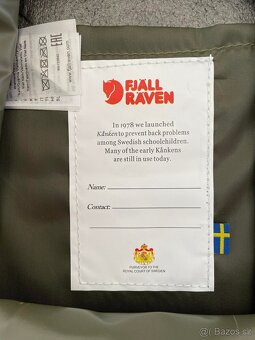 FJÄLL
RÄVEN
In 1978 we launched
Kånken to prevent back problems
among Swedish schoolchildren.
Many of the early Kånkens
are still in use today.
Name:
Contact:
PURVEYOR TO THE
ROYAL COURT OF SWEDEN
Bazos.sk